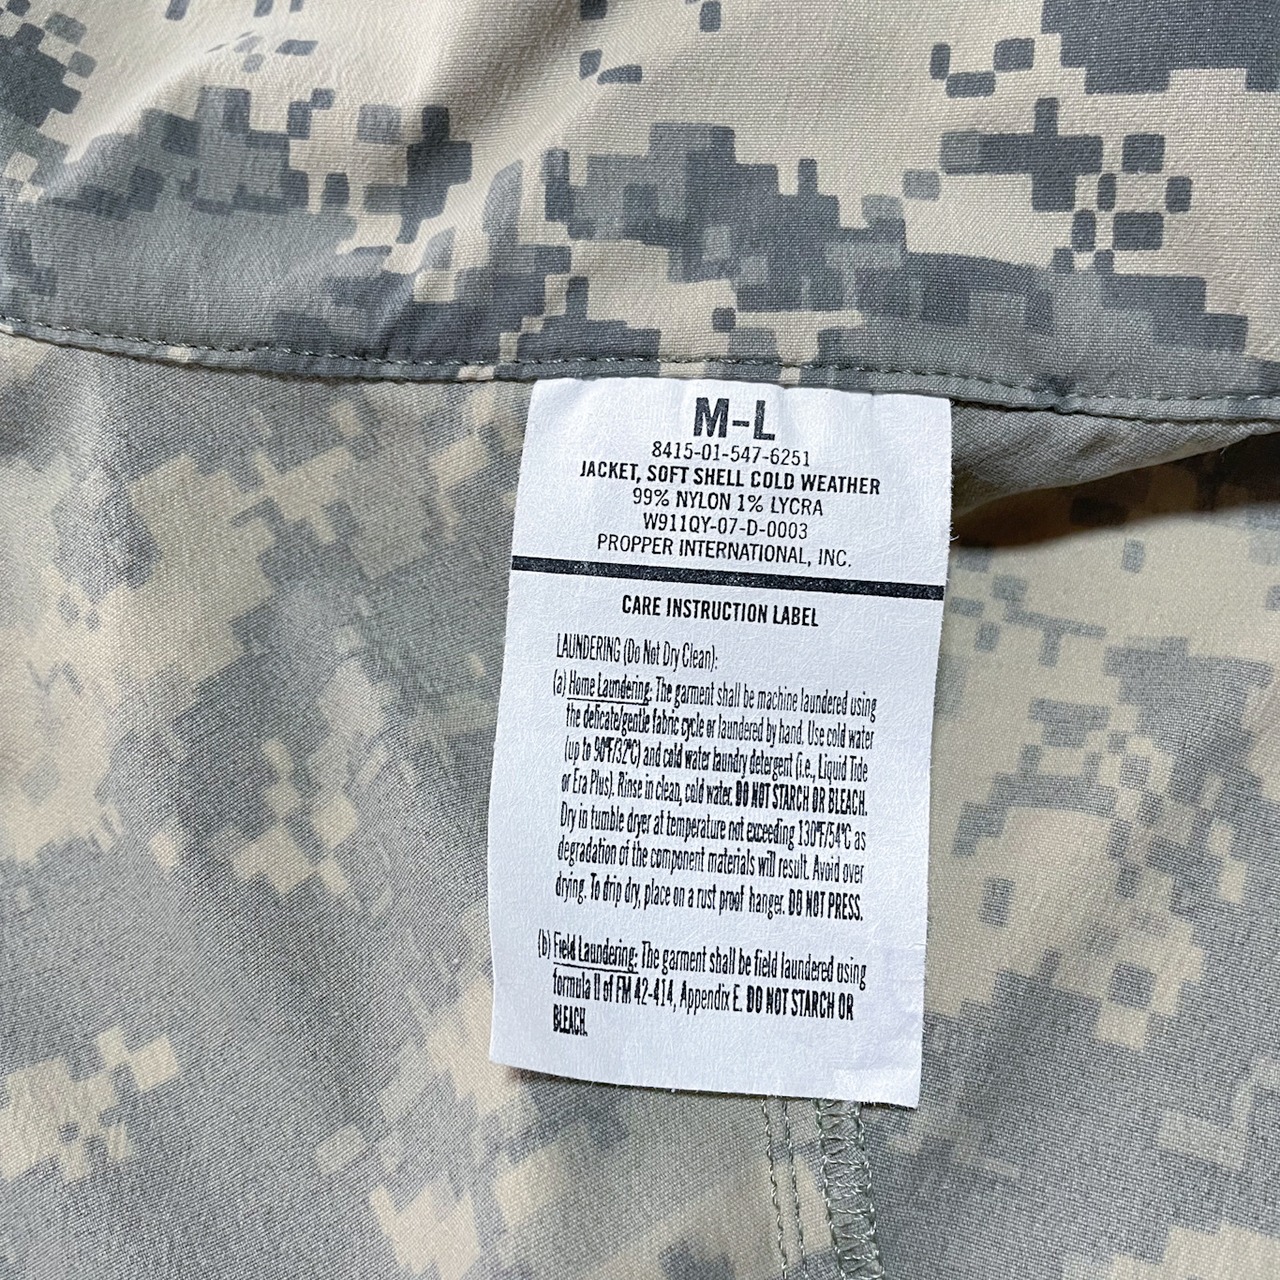 M-L
8415-01-547-6251
JACKET, SOFT SHELL COLD WEATHER
99% NYLON 1% LYCRA
W911QY-07-D-0003
PROPPER INTERNATIONAL, INC.
CARE INSTRUCTION LABEL
LAUNDERING (Do Not Dry Clean):
(a) Home Laundering: The garment shall be machine laundered using
the delicate/gentle fabric cycle or laundered by hand. Use cold water
(up to 90°F/32°C) and cold water laundry detergent (i.e., Liquid Tide
or Era Plus). Rinse in clean, cold water. DO NOT STARCH OR BLEACH.
Dry in tumble dryer at temperature not exceeding 130°F/54°C as
degradation of the component materials will result. Avoid over
drying. To drip dry, place on a rust proof hanger. DO NOT PRESS.
(b) Field Laundering: The garment shall be field laundered using
formula II of FM 42-414, Appendix E. DO NOT STARCH OR
BLEACH.